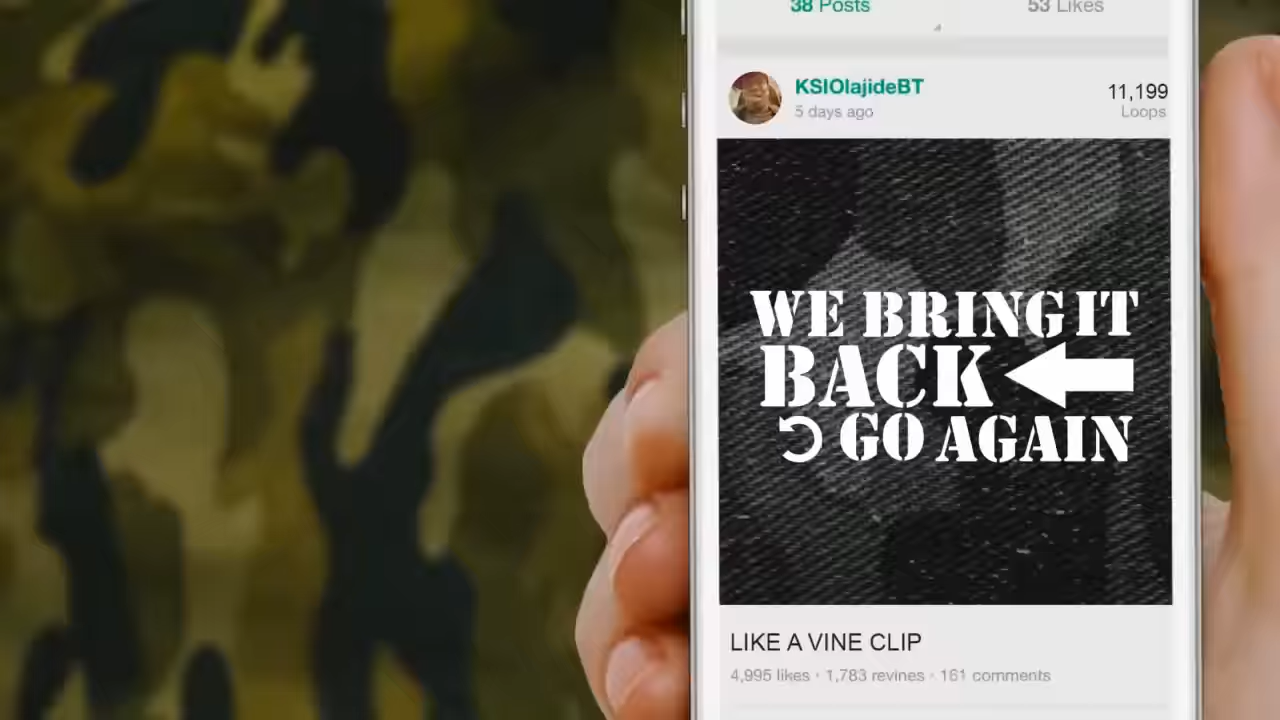 38 Posts
53 Likes
KSIOlajideBT
5 days ago
11,199
Loops
WE BRING IT
BACK
GO AGAIN
LIKE A VINE CLIP
4,995 likes · 1,783 revines · 161 comments